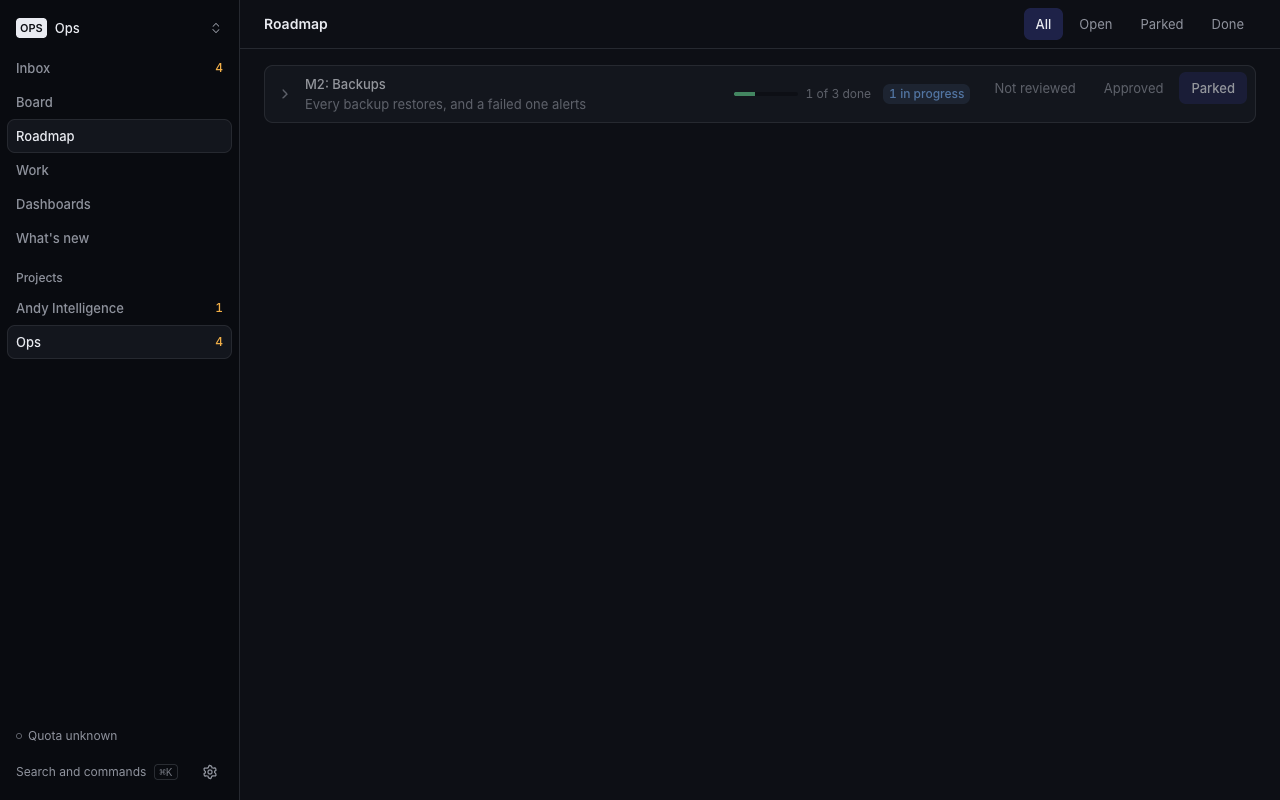 OPS Ops
Inbox 4
Board
Roadmap
Work
Dashboards
What's new
Projects
Andy Intelligence 1
Ops 4
Quota unknown
Search and commands ⌘K
Roadmap
All Open Parked Done
M2: Backups
Every backup restores, and a failed one alerts
1 of 3 done 1 in progress Not reviewed Approved Parked